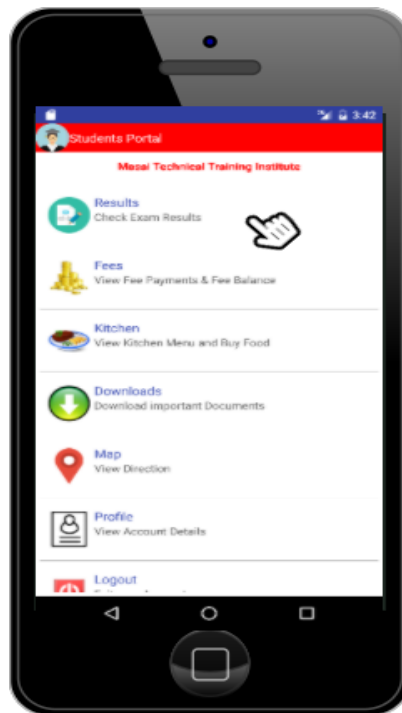 3:42
Students Portal
Masai Technical Training Institute
Results
Check Exam Results
Fees
View Fee Payments & Fee Balance
Kitchen
View Kitchen Menu and Buy Food
Downloads
Download important Documents
Map
View Direction
Profile
View Account Details
Logout